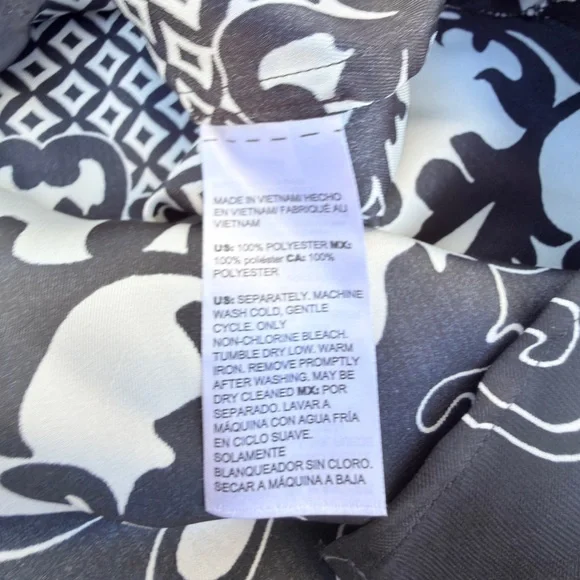 MADE IN VIETNAM/ HECHO
EN VIETNAM/ FABRIQUÉ AU
VIETNAM
US: 100% POLYESTER MX:
100% poliéster CA: 100%
POLYESTER
US: SEPARATELY. MACHINE
WASH COLD, GENTLE
CYCLE. ONLY
NON-CHLORINE BLEACH.
TUMBLE DRY LOW. WARM
IRON. REMOVE PROMPTLY
AFTER WASHING. MAY BE
DRY CLEANED MX: POR
SEPARADO. LAVAR A
MÁQUINA CON AGUA FRÍA
EN CICLO SUAVE.
SOLAMENTE
BLANQUEADOR SIN CLORO.
SECAR A MÁQUINA A BAJA